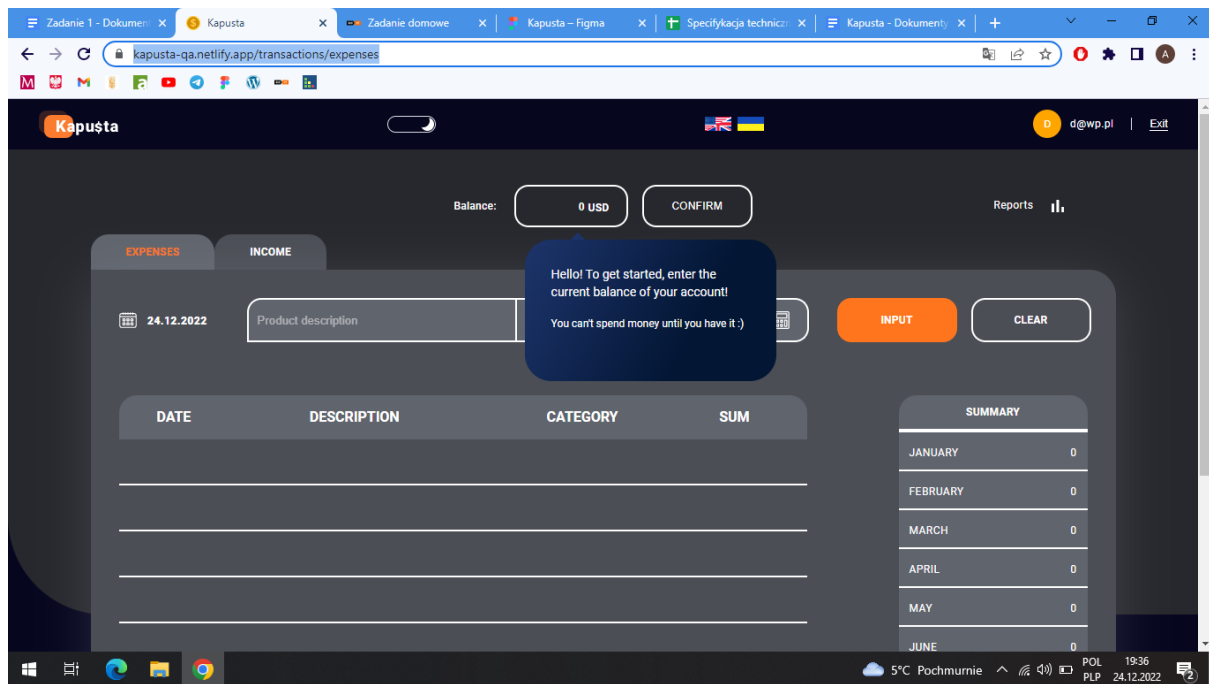 Zadanie 1 - Dokumen
Kapusta
Zadanie domowe
Kapusta – Figma
Specyfikacja techniczn
Kapusta - Dokumenty
kapusta-qa.netlify.app/transactions/expenses
A
Kapu$ta
D
d@wp.pl
Exit
Balance:
0 USD
CONFIRM
Reports
EXPENSES
INCOME
Hello! To get started, enter the
current balance of your account!
You can't spend money until you have it :)
24.12.2022
Product description
INPUT
CLEAR
DATE
DESCRIPTION
CATEGORY
SUM
SUMMARY
JANUARY 0
FEBRUARY 0
MARCH 0
APRIL 0
MAY 0
JUNE 0
5°C Pochmurnie
POL
PLP
19:36
24.12.2022
2